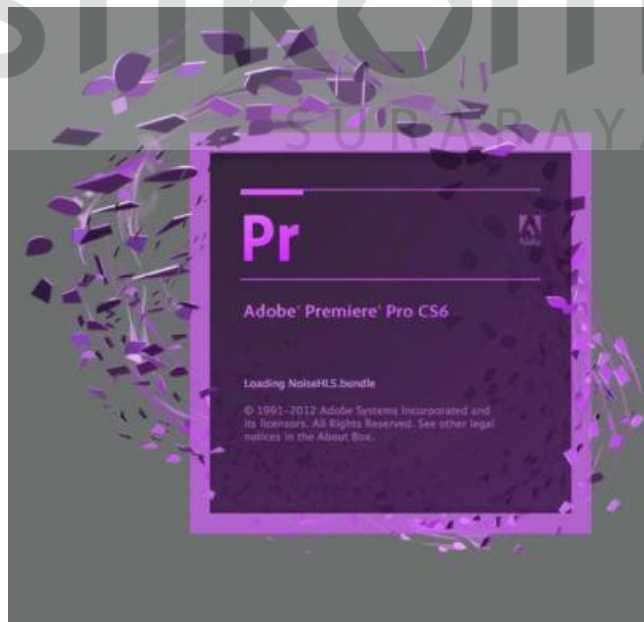 stikom
SURABAYA
Pr
Adobe
Adobe® Premiere® Pro CS6
Loading NoiseHLS.bundle
© 1991-2012 Adobe Systems Incorporated and
its licensors. All Rights Reserved. See other legal
notices in the About Box.